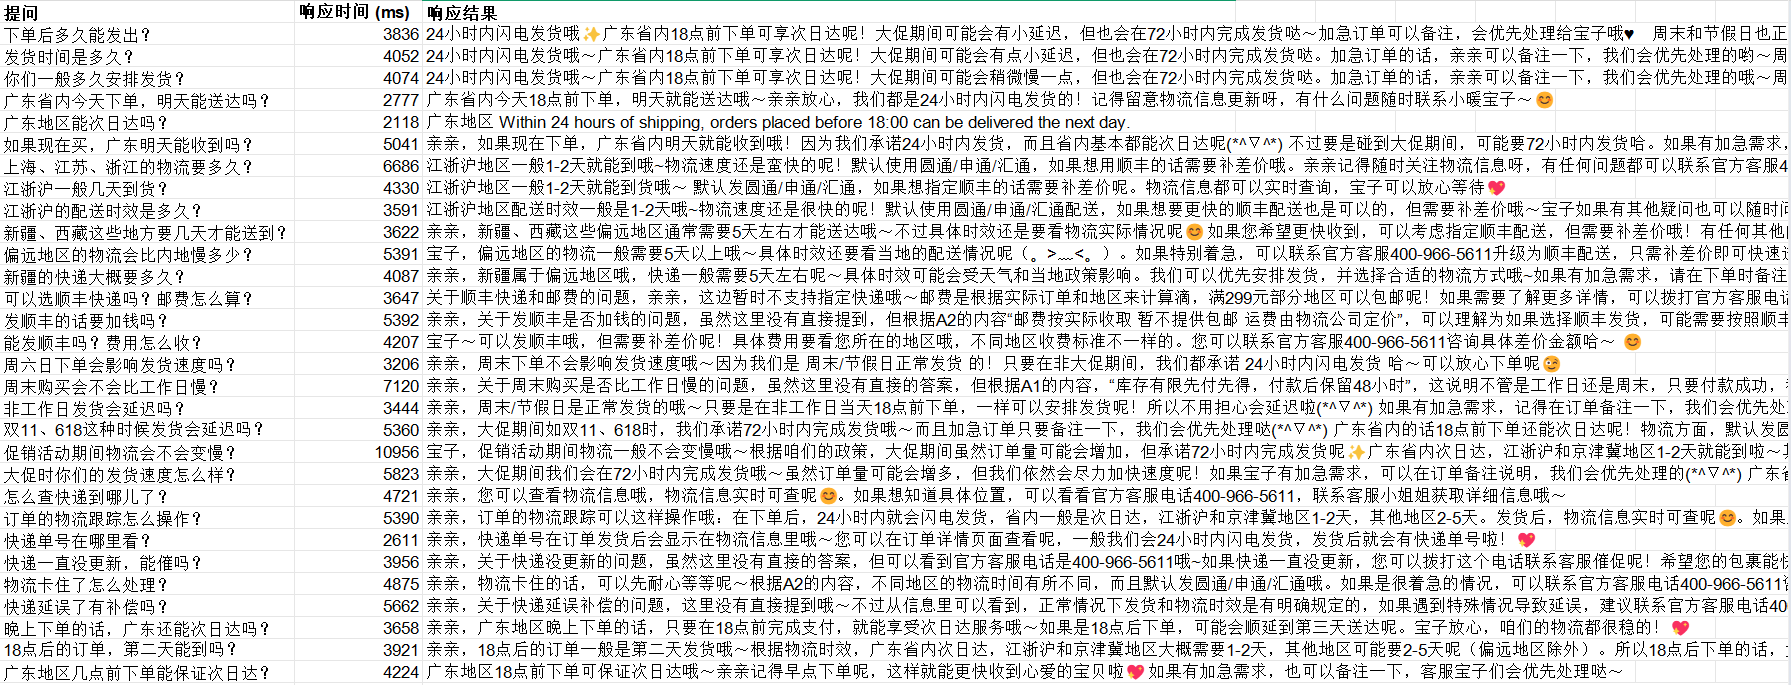 提问 响应时间 (ms) 响应结果
下单后多久能发出? 3836 24小时内闪电发货哦✨广东省内18点前下单可享次日达呢！大促期间可能会有小延迟，但也会在72小时内完成发货哒～加急订单可以备注，会优先处理给宝子哦♥ 周末和节假日也正
发货时间是多久? 4052 24小时内闪电发货哦～广东省内18点前下单可享次日达呢！大促期间可能会有点小延迟，但也会在72小时内完成发货哒。加急订单的话，亲亲可以备注一下，我们会优先处理的哟～周
你们一般多久安排发货? 4074 24小时内闪电发货哦～广东省内18点前下单可享次日达呢！大促期间可能会稍微慢一点，但也会在72小时内完成发货哒。加急订单的话，亲亲可以备注一下，我们会优先处理的哦～周
广东省内今天下单，明天能送达吗? 2777 广东省内今天18点前下单，明天就能送达哦～亲亲放心，我们都是24小时内闪电发货的！记得留意物流信息更新呀，有什么问题随时联系小暖宝子～😊
广东地区能次日达吗? 2118 广东地区 Within 24 hours of shipping, orders placed before 18:00 can be delivered the next day.
如果现在买，广东明天能收到吗? 5041 亲亲，如果现在下单，广东省内明天就能收到哦！因为我们承诺24小时内发货，而且省内基本都能次日达呢(*^▽^*) 不过要是碰到大促期间，可能要72小时内发货哈。如果有加急需求，
上海、江苏、浙江的物流要多久? 6686 江浙沪地区一般1-2天就能到哦~物流速度还是蛮快的呢！默认使用圆通/申通/汇通，如果想用顺丰的话需要补差价哦。亲亲记得随时关注物流信息呀，有任何问题都可以联系官方客服4
江浙沪一般几天到货? 4330 江浙沪地区一般1-2天就能到货哦～ 默认发圆通/申通/汇通，如果想指定顺丰的话需要补差价呢。物流信息都可以实时查询，宝子可以放心等待💖
江浙沪的配送时效是多久? 3591 江浙沪地区配送时效一般是1-2天哦~物流速度还是很快的呢！默认使用圆通/申通/汇通配送，如果想要更快的顺丰配送也是可以的，但需要补差价哦～宝子如果有其他疑问也可以随时问
新疆、西藏这些地方要几天才能送到? 3622 亲亲，新疆、西藏这些偏远地区通常需要5天左右才能送达哦～不过具体时效还是要看物流实际情况呢😊如果您希望更快收到，可以考虑指定顺丰配送，但需要补差价哦！有任何其他
偏远地区的物流会比内地慢多少? 5391 宝子，偏远地区的物流一般需要5天以上哦～具体时效还要看当地的配送情况呢（。>﹏<。）。如果特别着急，可以联系官方客服400-966-5611升级为顺丰配送，只需补差价即可快速送
新疆的快递大概要多久? 4087 亲亲，新疆属于偏远地区哦，快递一般需要5天左右呢～具体时效可能会受天气和当地政策影响。我们可以优先安排发货，并选择合适的物流方式哦~如果有加急需求，请在下单时备注
可以选顺丰快递吗？邮费怎么算? 3647 关于顺丰快递和邮费的问题，亲亲，这边暂时不支持指定快递哦～邮费是根据实际订单和地区来计算滴，满299元部分地区可以包邮呢！如果需要了解更多详情，可以拨打官方客服电话
发顺丰的话要加钱吗? 5392 亲亲，关于发顺丰是否加钱的问题，虽然这里没有直接提到，但根据A2的内容“邮费按实际收取 暂不提供包邮 运费由物流公司定价”，可以理解为如果选择顺丰发货，可能需要按照顺丰
能发顺丰吗？费用怎么收? 4207 宝子～可以发顺丰哦，但需要补差价呢！具体费用要看您所在的地区哦，不同地区收费标准不一样的。您可以联系官方客服400-966-5611咨询具体差价金额哈～ 😊
周六日下单会影响发货速度吗? 3206 亲亲，周末下单不会影响发货速度哦～因为我们是 周末/节假日正常发货 的！只要在非大促期间，我们都承诺 24小时内闪电发货 哈～可以放心下单呢😉
周末购买会不会比工作日慢? 7120 亲亲，关于周末购买是否比工作日慢的问题，虽然这里没有直接的答案，但根据A1的内容，“库存有限先付先得，付款后保留48小时”，这说明不管是工作日还是周末，只要付款成功，
非工作日发货会延迟吗? 3444 亲亲，周末/节假日是正常发货的哦～只要是在非工作日当天18点前下单，一样可以安排发货呢！所以不用担心会延迟啦(*^▽^*) 如果有加急需求，记得在订单备注一下，我们会优先处
双11、618这种时候发货会延迟吗? 5360 亲亲，大促期间如双11、618时，我们承诺72小时内完成发货哦～而且加急订单只要备注一下，我们会优先处理哒(*^▽^*) 广东省内的话18点前下单还能次日达呢！物流方面，默认发圆
促销活动期间物流会不会变慢? 10956 宝子，促销活动期间物流一般不会变慢哦～根据咱们的政策，大促期间虽然订单量可能会增加，但承诺72小时内完成发货呢✨广东省内次日达，江浙沪和京津冀地区1-2天就能到啦～
大促时你们的发货速度怎么样? 5823 亲亲，大促期间我们会在72小时内完成发货哦～虽然订单量可能会增多，但我们依然会尽力加快速度呢！如果宝子有加急需求，可以在订单备注说明，我们会优先处理的(*^▽^*) 广东省
怎么查快递到哪儿了? 4721 亲亲，您可以查看物流信息哦，物流信息实时可查呢😊。如果想知道具体位置，可以看看官方客服电话400-966-5611，联系客服小姐姐获取详细信息哦～
订单的物流跟踪怎么操作? 5390 亲亲，订单的物流跟踪可以这样操作哦：在下单后，24小时内就会闪电发货，省内一般是次日达，江浙沪和京津冀地区1-2天，其他地区2-5天。发货后，物流信息实时可查呢😊。如果
快递单号在哪里看? 2611 亲亲，快递单号在订单发货后会显示在物流信息里哦～您可以在订单详情页面查看呢，一般我们会24小时内闪电发货，发货后就会有快递单号啦！💖
快递一直没更新，能催吗? 3956 亲亲，关于快递没更新的问题，虽然这里没有直接的答案，但可以看到官方客服电话是400-966-5611哦~如果快递一直没更新，您可以拨打这个电话联系客服催促呢！希望您的包裹能快
物流卡住了怎么处理? 4875 亲亲，物流卡住的话，可以先耐心等等呢～根据A2的内容，不同地区的物流时间有所不同，而且默认发圆通/申通/汇通哦。如果是很着急的情况，可以联系官方客服电话400-966-5611
快递延误了有补偿吗? 5662 亲亲，关于快递延误补偿的问题，这里没有直接提到哦～不过从信息里可以看到，正常情况下发货和物流时效是有明确规定的，如果遇到特殊情况导致延误，建议联系官方客服电话40
晚上下单的话，广东还能次日达吗? 3658 亲亲，广东地区晚上下单的话，只要在18点前完成支付，就能享受次日达服务哦～如果是18点后下单，可能会顺延到第三天送达呢。宝子放心，咱们的物流都很稳的！💖
18点后的订单，第二天能到吗? 3921 亲亲，18点后的订单一般是第二天发货哦～根据物流时效，广东省内次日达，江浙沪和京津冀地区大概需要1-2天，其他地区可能要2-5天呢（偏远地区除外）。所以18点后下单的话，
广东地区几点前下单能保证次日达? 4224 广东地区18点前下单可保证次日达哦～亲亲记得早点下单呢，这样就能更快收到心爱的宝贝啦💖如果有加急需求，也可以备注一下，客服宝子们会优先处理哒～